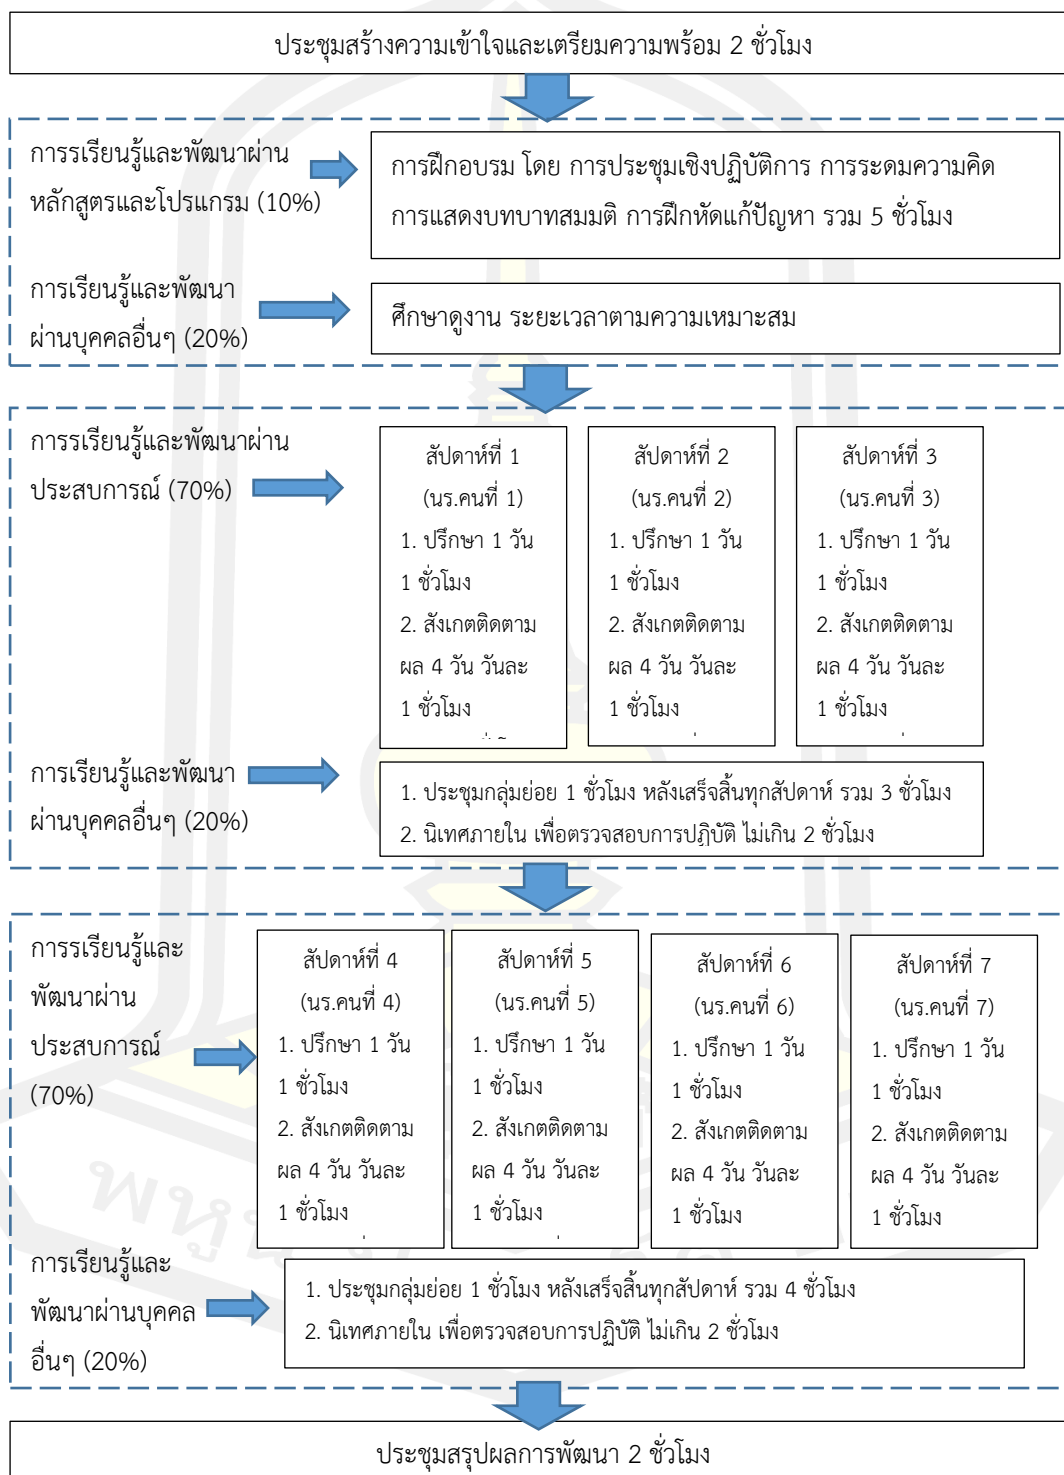 ประชุมสร้างความเข้าใจและเตรียมความพร้อม 2 ชั่วโมง
การรเรียนรู้และพัฒนาผ่าน
หลักสูตรและโปรแกรม (10%)
การฝึกอบรม โดย การประชุมเชิงปฏิบัติการ การระดมความคิด
การแสดงบทบาทสมมติ การฝึกหัดแก้ปัญหา รวม 5 ชั่วโมง
การเรียนรู้และพัฒนา
ผ่านบุคคลอื่นๆ (20%)
ศึกษาดูงาน ระยะเวลาตามความเหมาะสม
การรเรียนรู้และพัฒนาผ่าน
ประสบการณ์ (70%)
สัปดาห์ที่ 1
(นร.คนที่ 1)
1. ปรึกษา 1 วัน
1 ชั่วโมง
2. สังเกตติดตาม
ผล 4 วัน วันละ
1 ชั่วโมง
สัปดาห์ที่ 2
(นร.คนที่ 2)
1. ปรึกษา 1 วัน
1 ชั่วโมง
2. สังเกตติดตาม
ผล 4 วัน วันละ
1 ชั่วโมง
สัปดาห์ที่ 3
(นร.คนที่ 3)
1. ปรึกษา 1 วัน
1 ชั่วโมง
2. สังเกตติดตาม
ผล 4 วัน วันละ
1 ชั่วโมง
การเรียนรู้และพัฒนา
ผ่านบุคคลอื่นๆ (20%)
1. ประชุมกลุ่มย่อย 1 ชั่วโมง หลังเสร็จสิ้นทุกสัปดาห์ รวม 3 ชั่วโมง
2. นิเทศภายใน เพื่อตรวจสอบการปฏิบัติ ไม่เกิน 2 ชั่วโมง
การรเรียนรู้และ
พัฒนาผ่าน
ประสบการณ์
(70%)
สัปดาห์ที่ 4
(นร.คนที่ 4)
1. ปรึกษา 1 วัน
1 ชั่วโมง
2. สังเกตติดตาม
ผล 4 วัน วันละ
1 ชั่วโมง
สัปดาห์ที่ 5
(นร.คนที่ 5)
1. ปรึกษา 1 วัน
1 ชั่วโมง
2. สังเกตติดตาม
ผล 4 วัน วันละ
1 ชั่วโมง
สัปดาห์ที่ 6
(นร.คนที่ 6)
1. ปรึกษา 1 วัน
1 ชั่วโมง
2. สังเกตติดตาม
ผล 4 วัน วันละ
1 ชั่วโมง
สัปดาห์ที่ 7
(นร.คนที่ 7)
1. ปรึกษา 1 วัน
1 ชั่วโมง
2. สังเกตติดตาม
ผล 4 วัน วันละ
1 ชั่วโมง
การเรียนรู้และ
พัฒนาผ่านบุคคล
อื่นๆ (20%)
1. ประชุมกลุ่มย่อย 1 ชั่วโมง หลังเสร็จสิ้นทุกสัปดาห์ รวม 4 ชั่วโมง
2. นิเทศภายใน เพื่อตรวจสอบการปฏิบัติ ไม่เกิน 2 ชั่วโมง
ประชุมสรุปผลการพัฒนา 2 ชั่วโมง